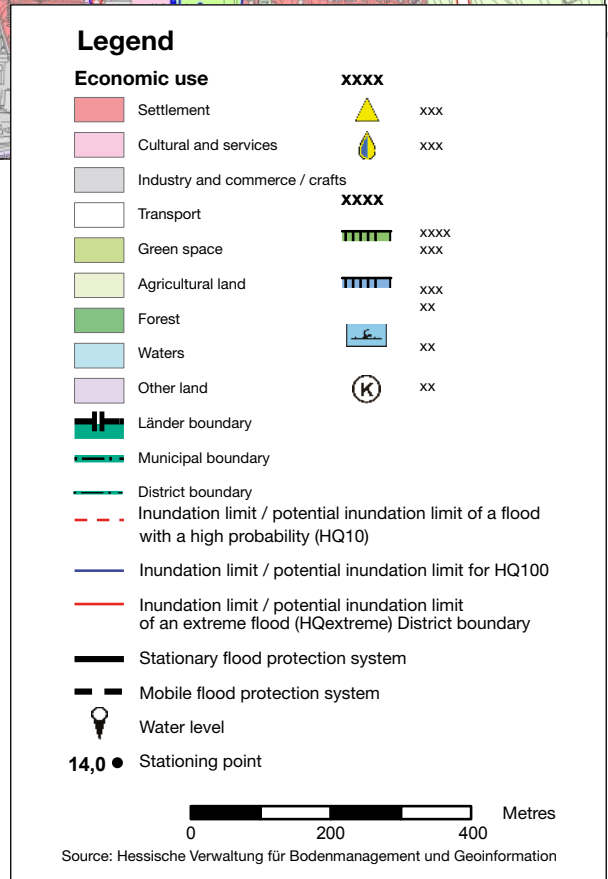 Legend
Economic use
Settlement
Cultural and services
Industry and commerce / crafts
Transport
Green space
Agricultural land
Forest
Waters
Other land
xxxx
xxx
xxx
xxxx
xxxx
xxx
xxx
xx
xx
K
xx
Länder boundary
Municipal boundary
District boundary
Inundation limit / potential inundation limit of a flood
with a high probability (HQ10)
Inundation limit / potential inundation limit for HQ100
Inundation limit / potential inundation limit
of an extreme flood (HQextreme) District boundary
Stationary flood protection system
Mobile flood protection system
Water level
14,0 Stationing point
Metres
0 200 400
Source: Hessische Verwaltung für Bodenmanagement und Geoinformation